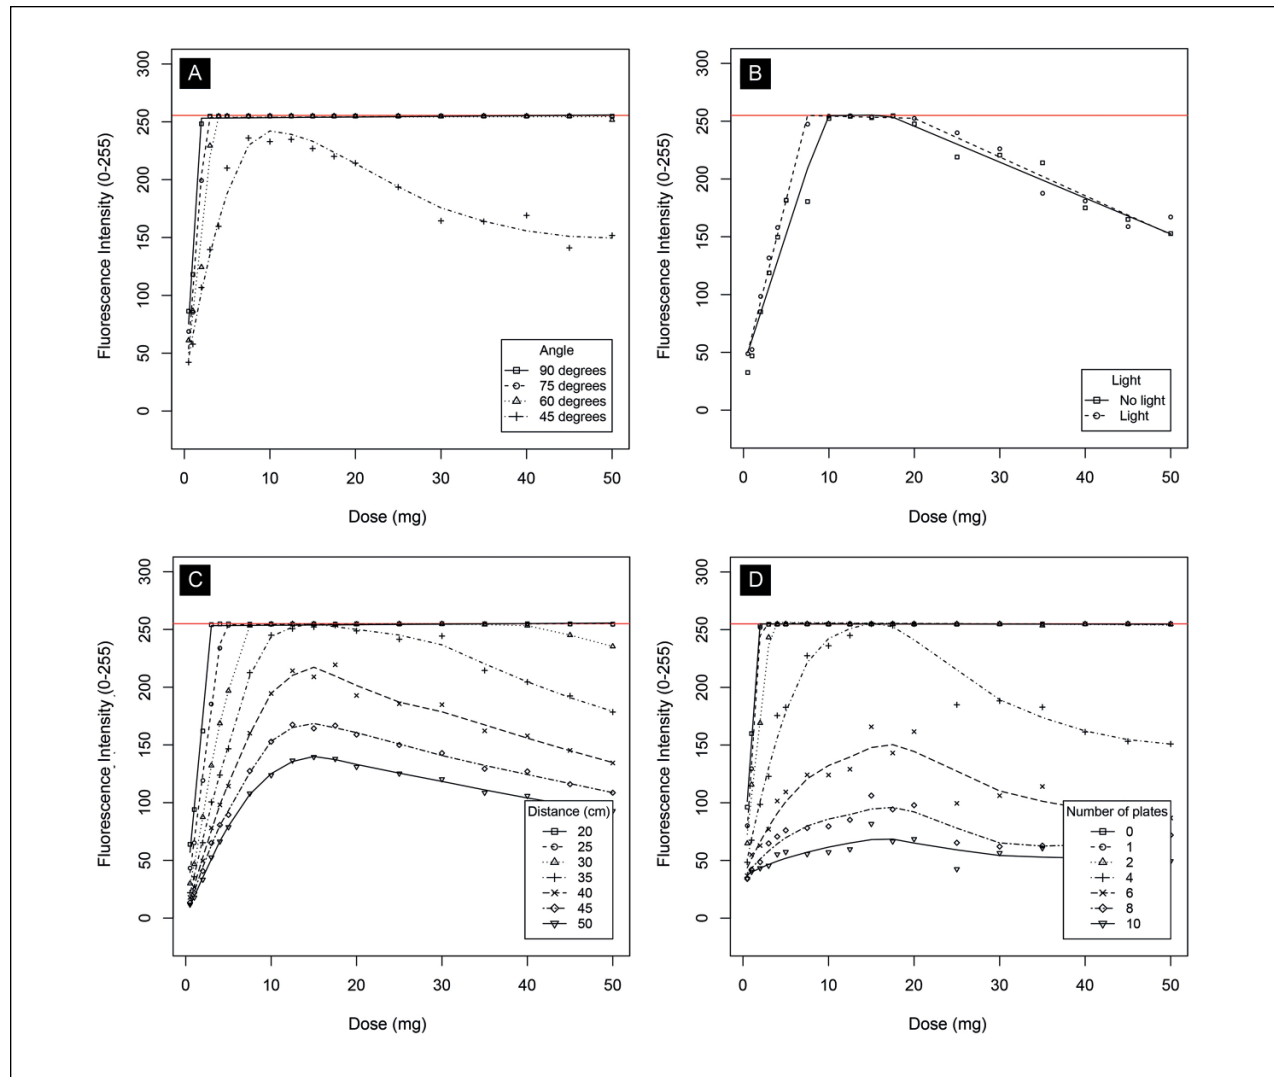 A
Fluorescence Intensity (0-255)
300
250
200
150
100
50
0
Angle
90 degrees
75 degrees
60 degrees
45 degrees
0 10 20 30 40 50
Dose (mg)
B
Fluorescence Intensity (0-255)
300
250
200
150
100
50
0
Light
No light
Light
0 10 20 30 40 50
Dose (mg)
C
Fluorescence Intensity (0-255)
300
250
200
150
100
50
0
Distance (cm)
20
25
30
35
40
45
50
0 10 20 30 40 50
Dose (mg)
D
Fluorescence Intensity (0-255)
300
250
200
150
100
50
0
Number of plates
0
1
2
4
6
8
10
0 10 20 30 40 50
Dose (mg)